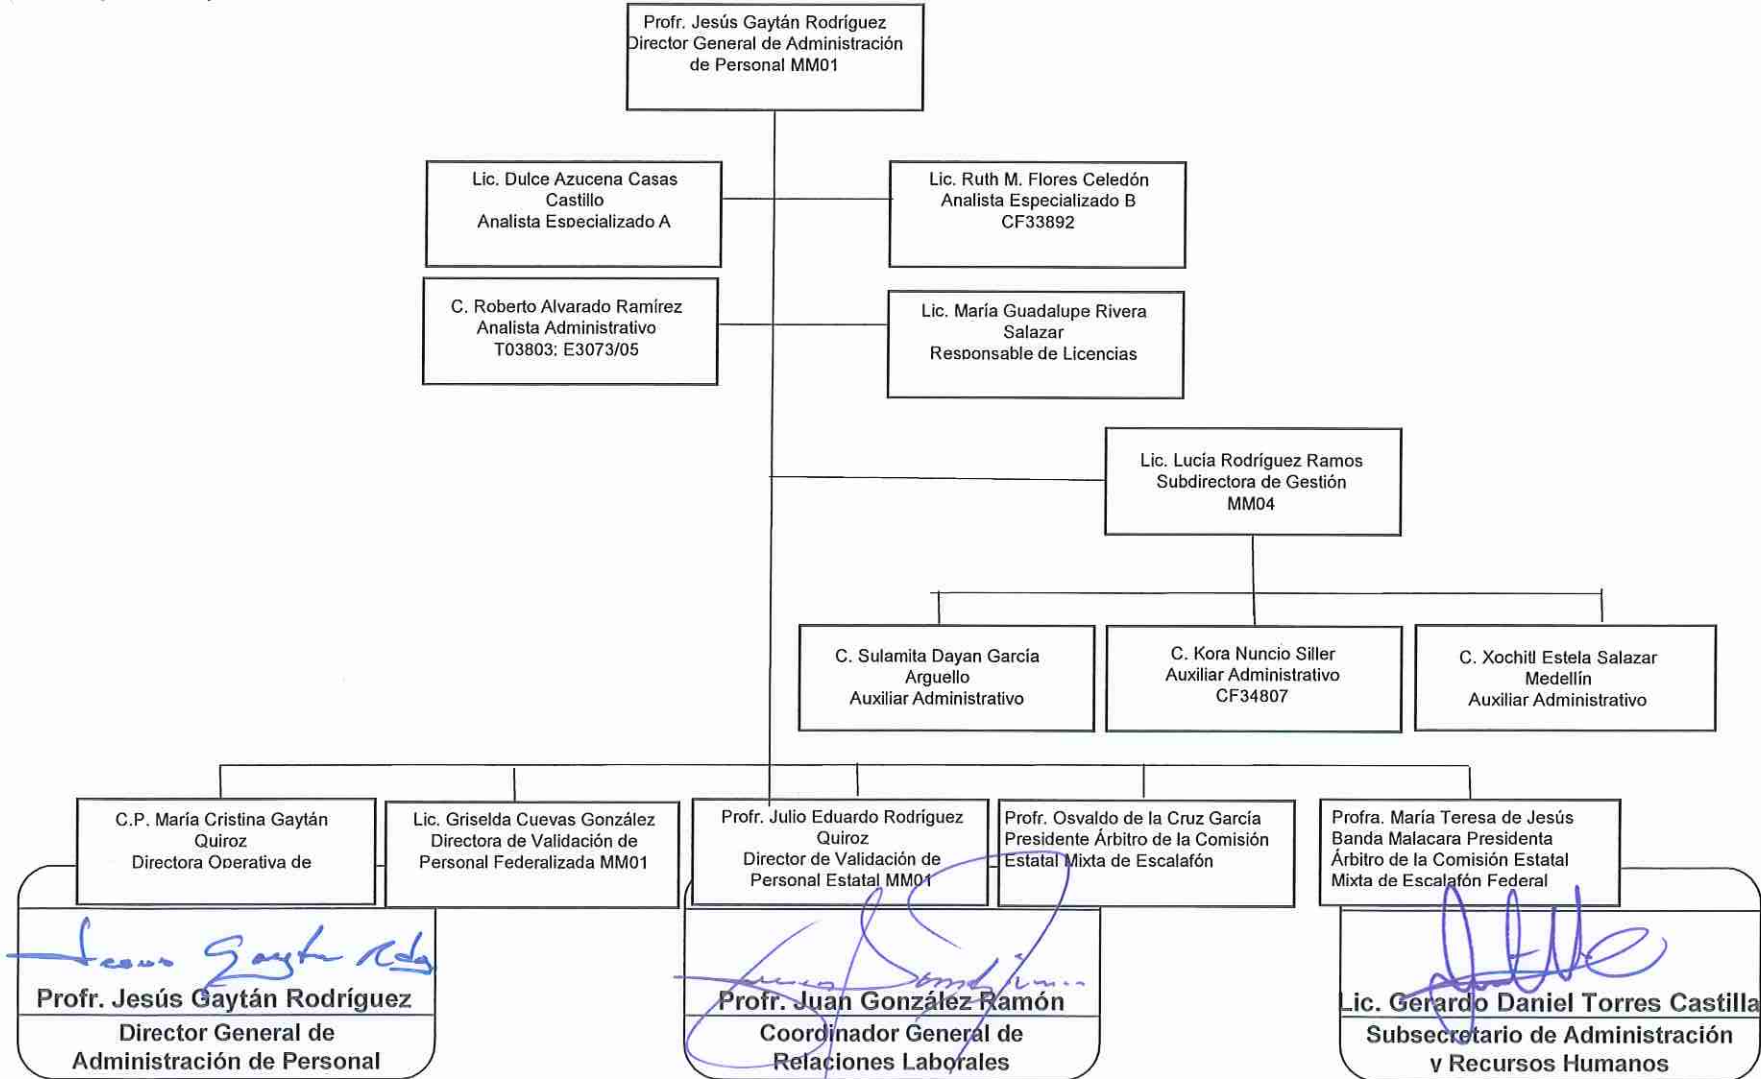 Profr. Jesús Gaytán Rodríguez
Director General de Administración
de Personal MM01
Lic. Dulce Azucena Casas
Castillo
Analista Especializado A
Lic. Ruth M. Flores Celedón
Analista Especializado B
CF33892
C. Roberto Alvarado Ramírez
Analista Administrativo
T03803: E3073/05
Lic. María Guadalupe Rivera
Salazar
Responsable de Licencias
Lic. Lucía Rodríguez Ramos
Subdirectora de Gestión
MM04
C. Sulamita Dayan García
Arguello
Auxiliar Administrativo
C. Kora Nuncio Siller
Auxiliar Administrativo
CF34807
C. Xochitl Estela Salazar
Medellín
Auxiliar Administrativo
C.P. María Cristina Gaytán
Quiroz
Directora Operativa de
Lic. Griselda Cuevas González
Directora de Validación de
Personal Federalizada MM01
Profr. Julio Eduardo Rodríguez
Quiroz
Director de Validación de
Personal Estatal MM01
Profr. Osvaldo de la Cruz García
Presidente Árbitro de la Comisión
Estatal Mixta de Escalafón
Profra. María Teresa de Jesús
Banda Malacara Presidenta
Árbitro de la Comisión Estatal
Mixta de Escalafón Federal
Jesus Gaytan Rdz
Profr. Jesús Gaytán Rodríguez
Director General de
Administración de Personal
Profr. Juan González Ramón
Coordinador General de
Relaciones Laborales
Lic. Gerardo Daniel Torres Castilla
Subsecretario de Administración
y Recursos Humanos